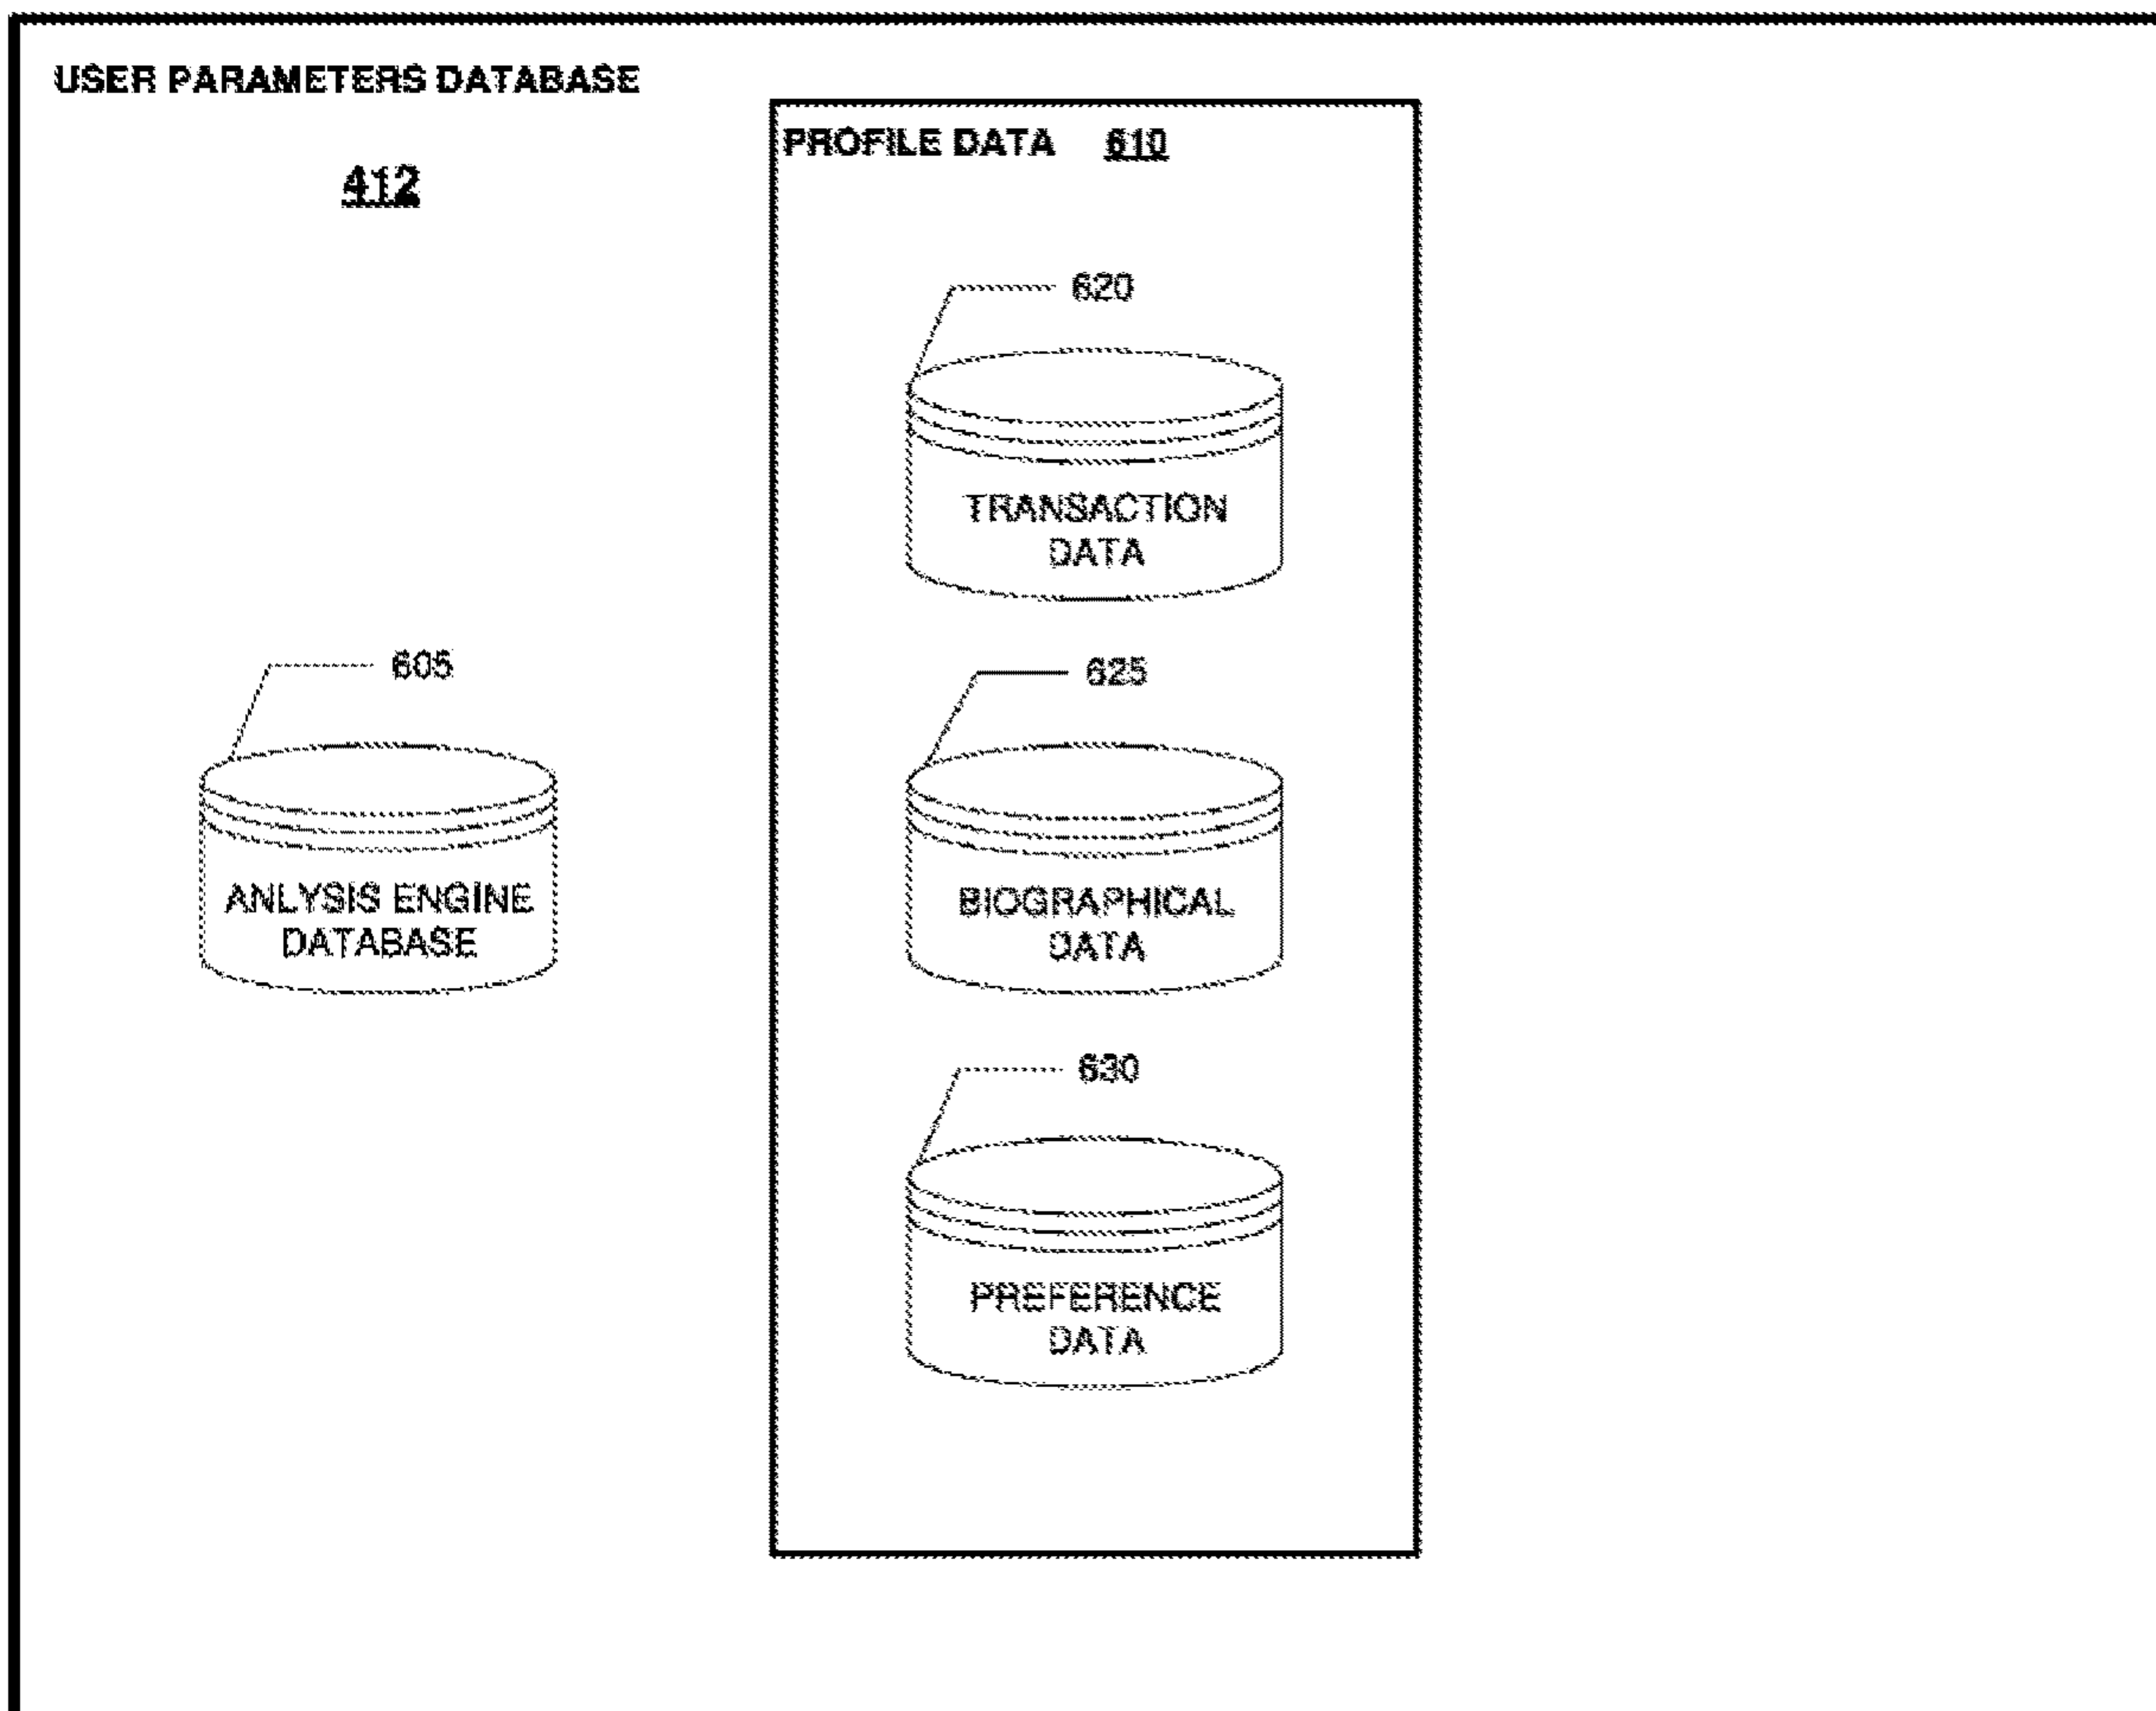 USER PARAMETERS DATABASE
412
PROFILE DATA 610
620
TRANSACTION
DATA
605
ANLYSIS ENGINE
DATABASE
625
BIOGRAPHICAL
DATA
630
PREFERENCE
DATA